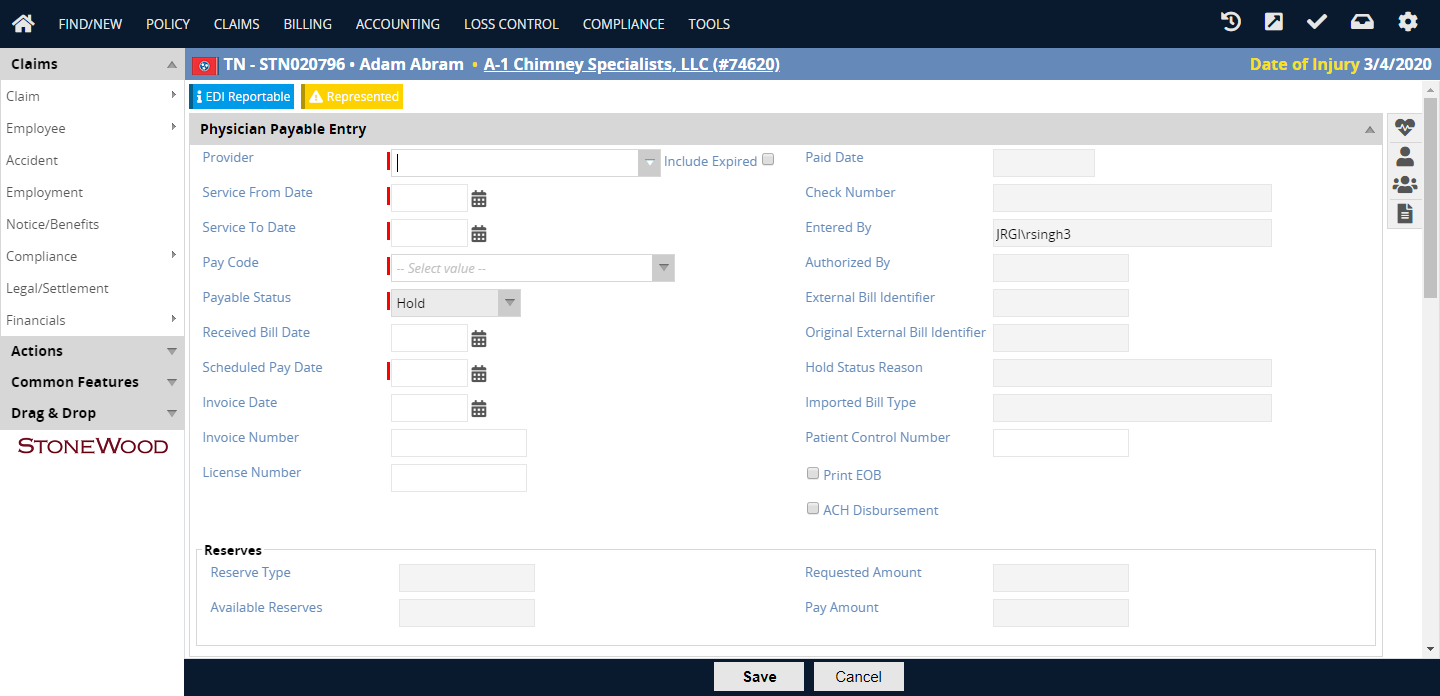 FIND/NEW POLICY CLAIMS BILLING ACCOUNTING LOSS CONTROL COMPLIANCE TOOLS
Claims
Claim
Employee
Accident
Employment
Notice/Benefits
Compliance
Legal/Settlement
Financials
Actions
Common Features
Drag & Drop
STONEWOOD
TN - STN020796 • Adam Abram • A-1 Chimney Specialists, LLC (#74620) Date of Injury 3/4/2020
EDI Reportable Represented
Physician Payable Entry
Provider Include Expired
Service From Date
Service To Date
Pay Code -- Select value --
Payable Status Hold
Received Bill Date
Scheduled Pay Date
Invoice Date
Invoice Number
License Number
Paid Date
Check Number
Entered By JRGI\rsingh3
Authorized By
External Bill Identifier
Original External Bill Identifier
Hold Status Reason
Imported Bill Type
Patient Control Number
Print EOB
ACH Disbursement
Reserves
Reserve Type
Available Reserves
Requested Amount
Pay Amount
Save Cancel